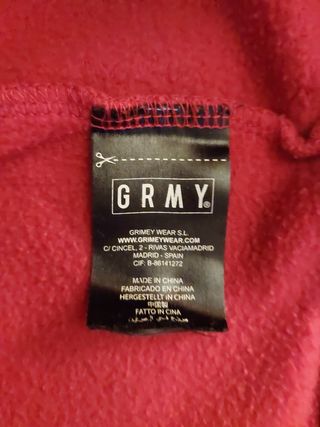 GRMY®
GRIMEY WEAR S.L.
WWW.GRIMEYWEAR.COM
C/ CINCEL, 2 - RIVAS VACIAMADRID
MADRID - SPAIN
CIF: B-86141272
MADE IN CHINA
FABRICADO EN CHINA
HERGESTELLT IN CHINA
中国製
FATTO IN CINA